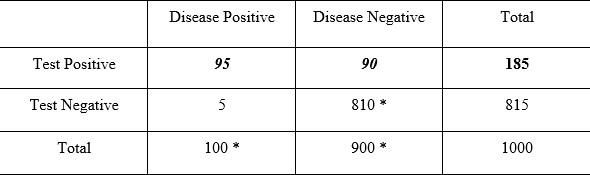 Disease Positive Disease Negative Total
Test Positive 95 90 185
Test Negative 5 810 * 815
Total 100 * 900 * 1000